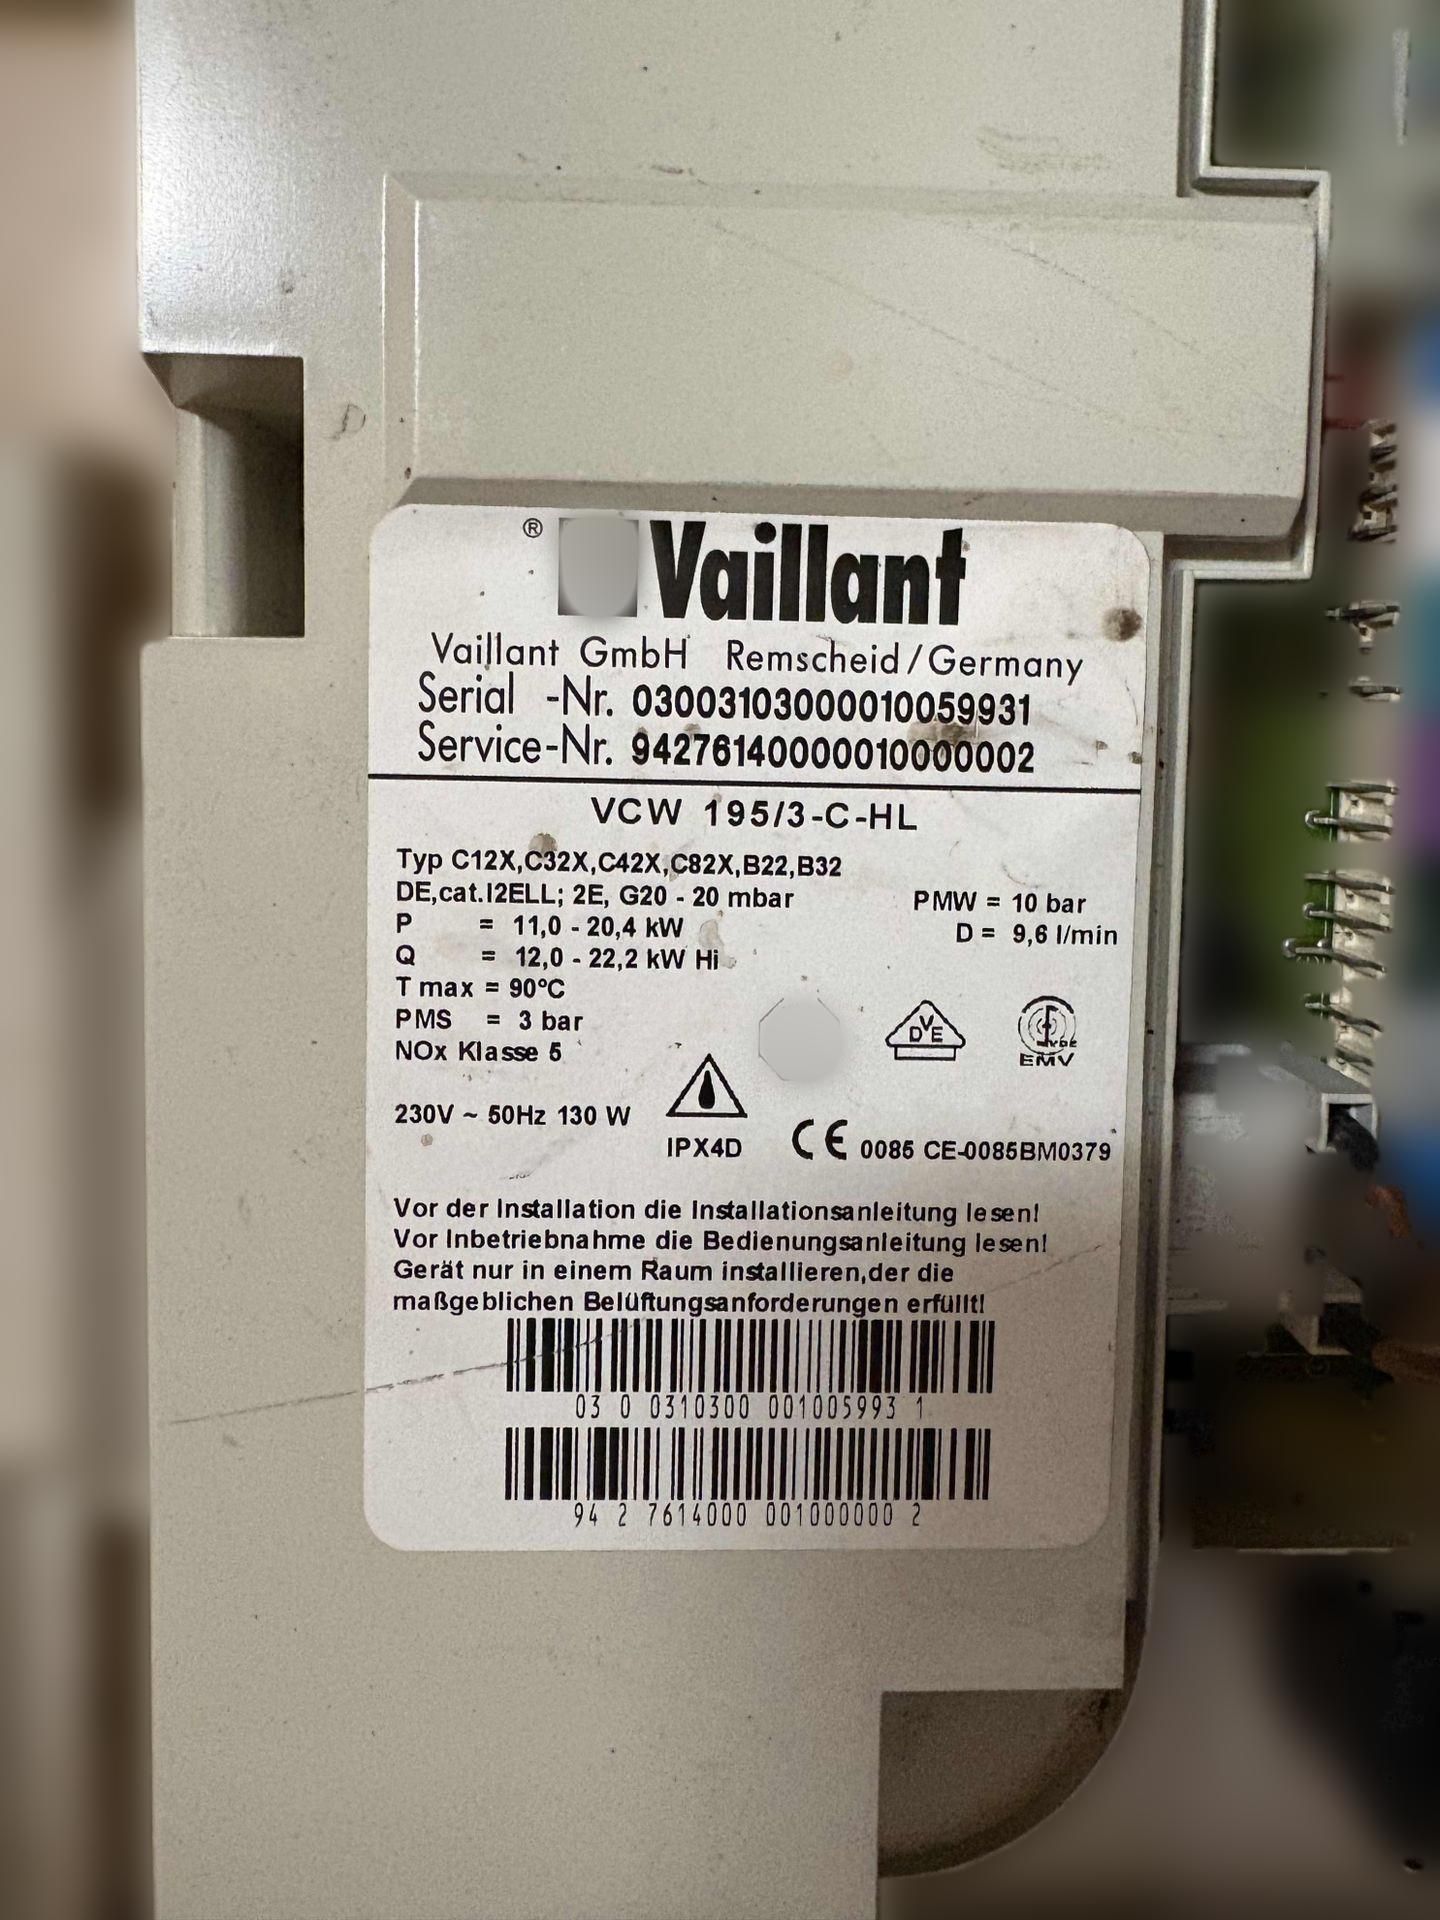 ® Vaillant
Vaillant GmbH Remscheid/Germany
Serial -Nr. 03003103000010059931
Service-Nr. 94276140000010000002
VCW 195/3-C-HL
Typ C12X,C32X,C42X,C82X,B22,B32
DE,cat.I2ELL; 2E, G20 - 20 mbar
PMW = 10 bar
P = 11,0 - 20,4 kW
D = 9,6 l/min
Q = 12,0 - 22,2 kW Hi
T max = 90°C
PMS = 3 bar
NOx Klasse 5
DVE
VDE
EMV
230V ~ 50Hz 130 W
IPX4D
CE 0085 CE-0085BM0379
Vor der Installation die Installationsanleitung lesen!
Vor Inbetriebnahme die Bedienungsanleitung lesen!
Gerät nur in einem Raum installieren,der die
maßgeblichen Belüftungsanforderungen erfüllt!
03 0 0310300 001005993 1
94 2 7614000 001000000 2